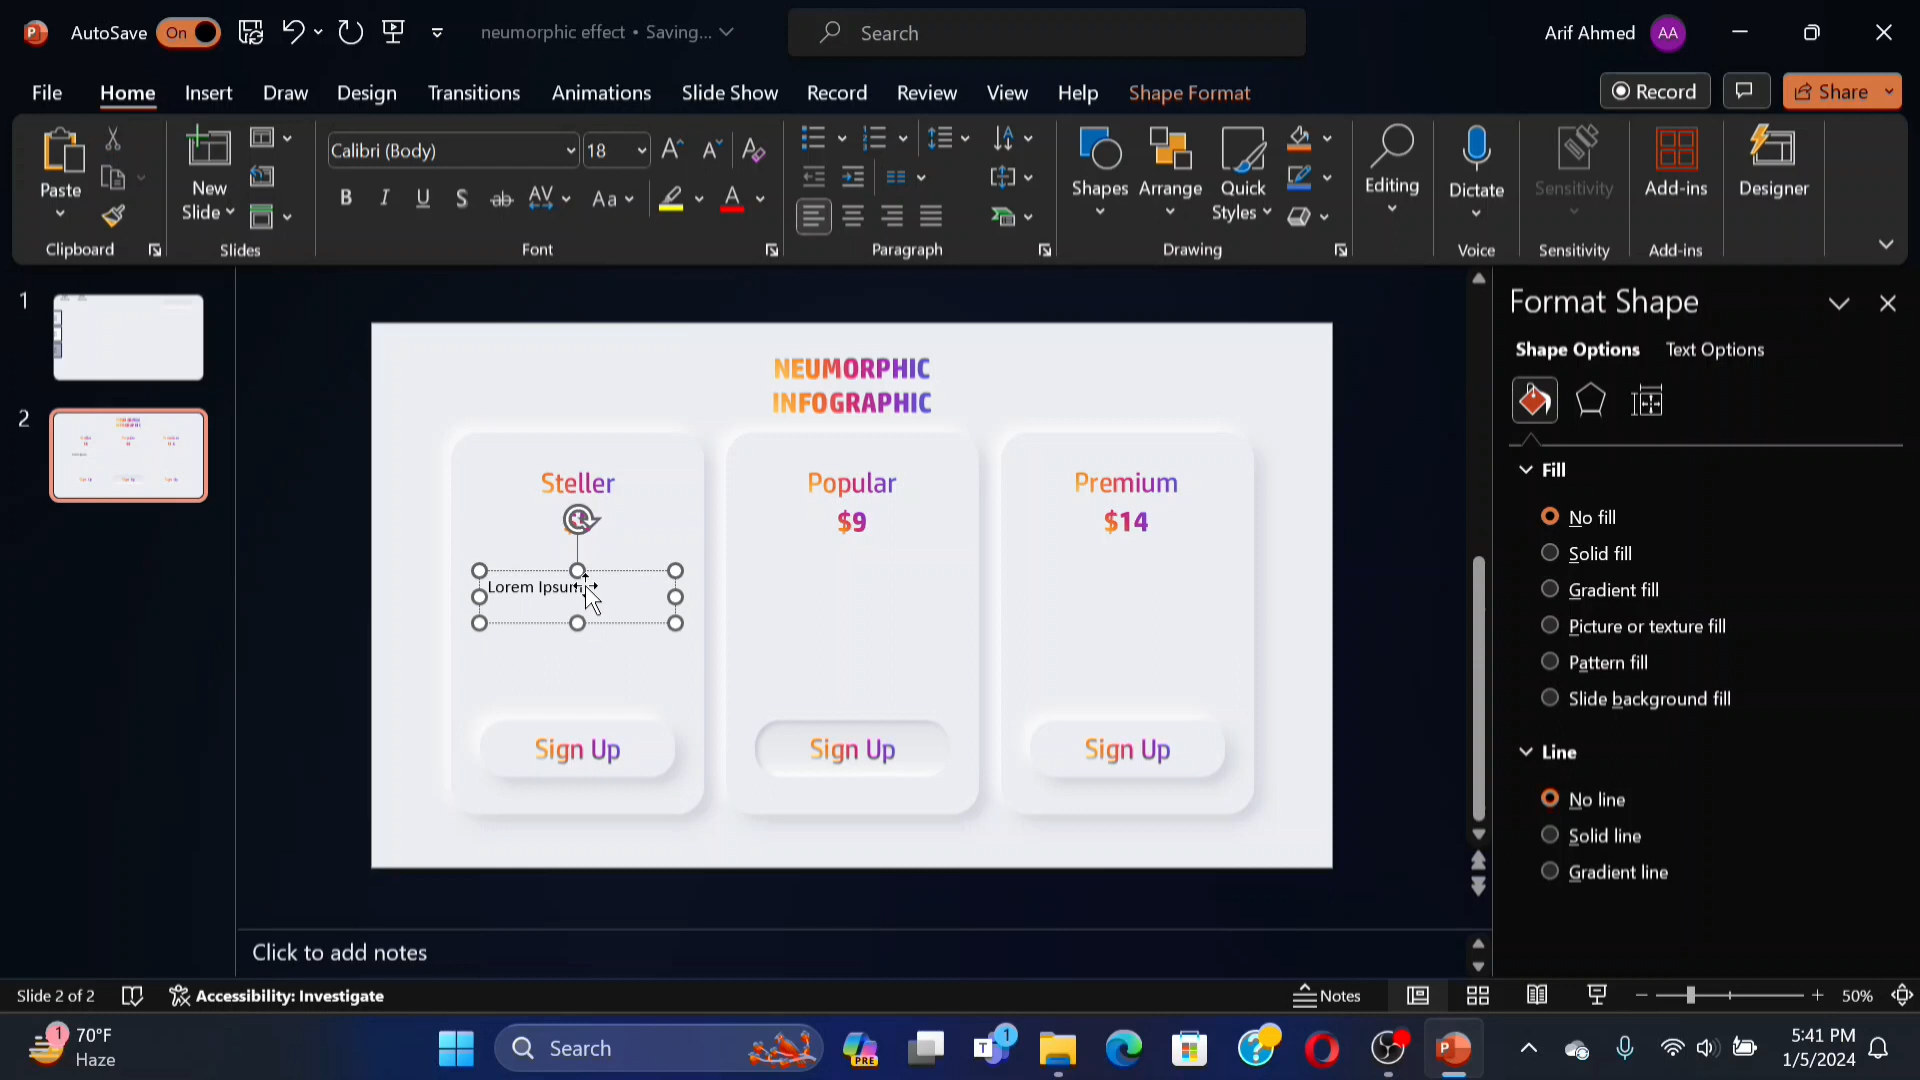 AutoSave On neumorphic effect • Saving... Search Arif Ahmed AA
File Home Insert Draw Design Transitions Animations Slide Show Record Review View Help Shape Format Record Share
Paste New Slide Calibri (Body) 18 Shapes Arrange Quick Styles Editing Dictate Sensitivity Add-ins Designer
B I U S ab AV Aa A
Clipboard Slides Font Paragraph Drawing Voice Sensitivity Add-ins
1
2
NEUMORPHIC
INFOGRAPHIC
Steller Popular Premium
$9 $14
Lorem Ipsum
Sign Up Sign Up Sign Up
Format Shape
Shape Options Text Options
Fill
No fill
Solid fill
Gradient fill
Picture or texture fill
Pattern fill
Slide background fill
Line
No line
Solid line
Gradient line
Click to add notes
Slide 2 of 2 Accessibility: Investigate Notes 50%
1 70°F
Haze
Search PRE T 1
5:41 PM
1/5/2024